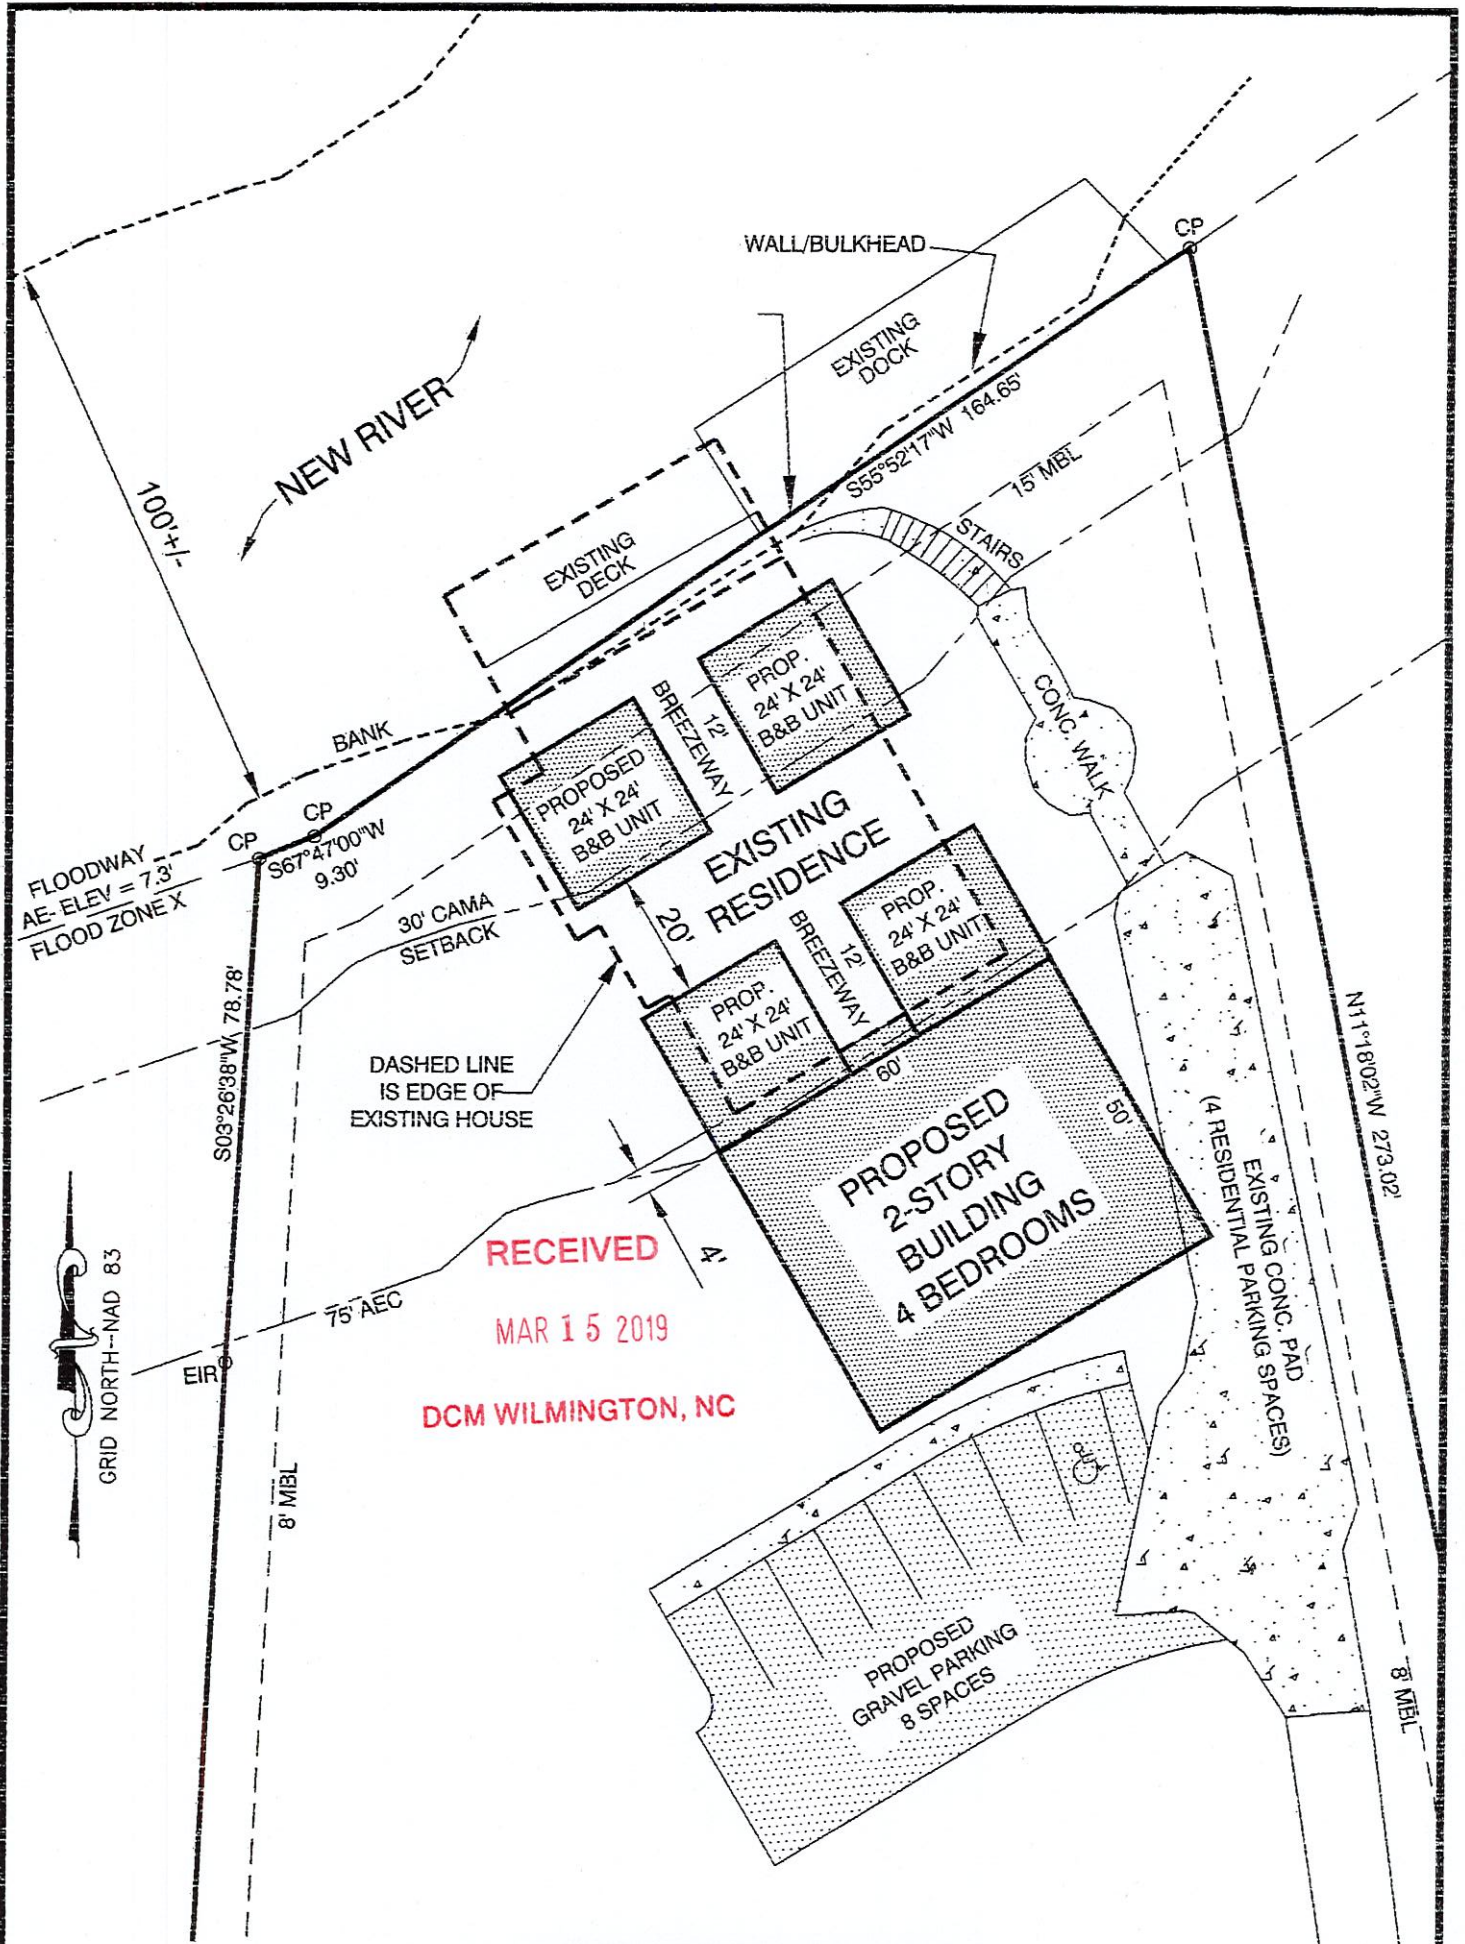 WALL/BULKHEAD
CP
EXISTING
DOCK
NEW RIVER
100'+/-
S55°52'17"W 164.65'
15' MBL
STAIRS
EXISTING
DECK
BANK
PROP.
24' X 24'
B&B UNIT
BREEZEWAY
12'
PROPOSED
24' X 24'
B&B UNIT
CONC. WALK
CP
CP
S67°47'00"W
9.30'
FLOODWAY
AE- ELEV = 7.3'
FLOOD ZONE X
EXISTING
RESIDENCE
30' CAMA
SETBACK
20'
PROP.
24' X 24'
B&B UNIT
BREEZEWAY
12'
PROP.
24' X 24'
B&B UNIT
S03°26'38"W 78.78'
DASHED LINE
IS EDGE OF
EXISTING HOUSE
60'
50'
N11°18'02"W 273.02'
PROPOSED
2-STORY
BUILDING
4 BEDROOMS
EXISTING CONC. PAD
(4 RESIDENTIAL PARKING SPACES)
4'
RECEIVED
MAR 15 2019
DCM WILMINGTON, NC
75' AEC
EIR
GRID NORTH--NAD 83
8' MBL
PROPOSED
GRAVEL PARKING
8 SPACES
8' MBL